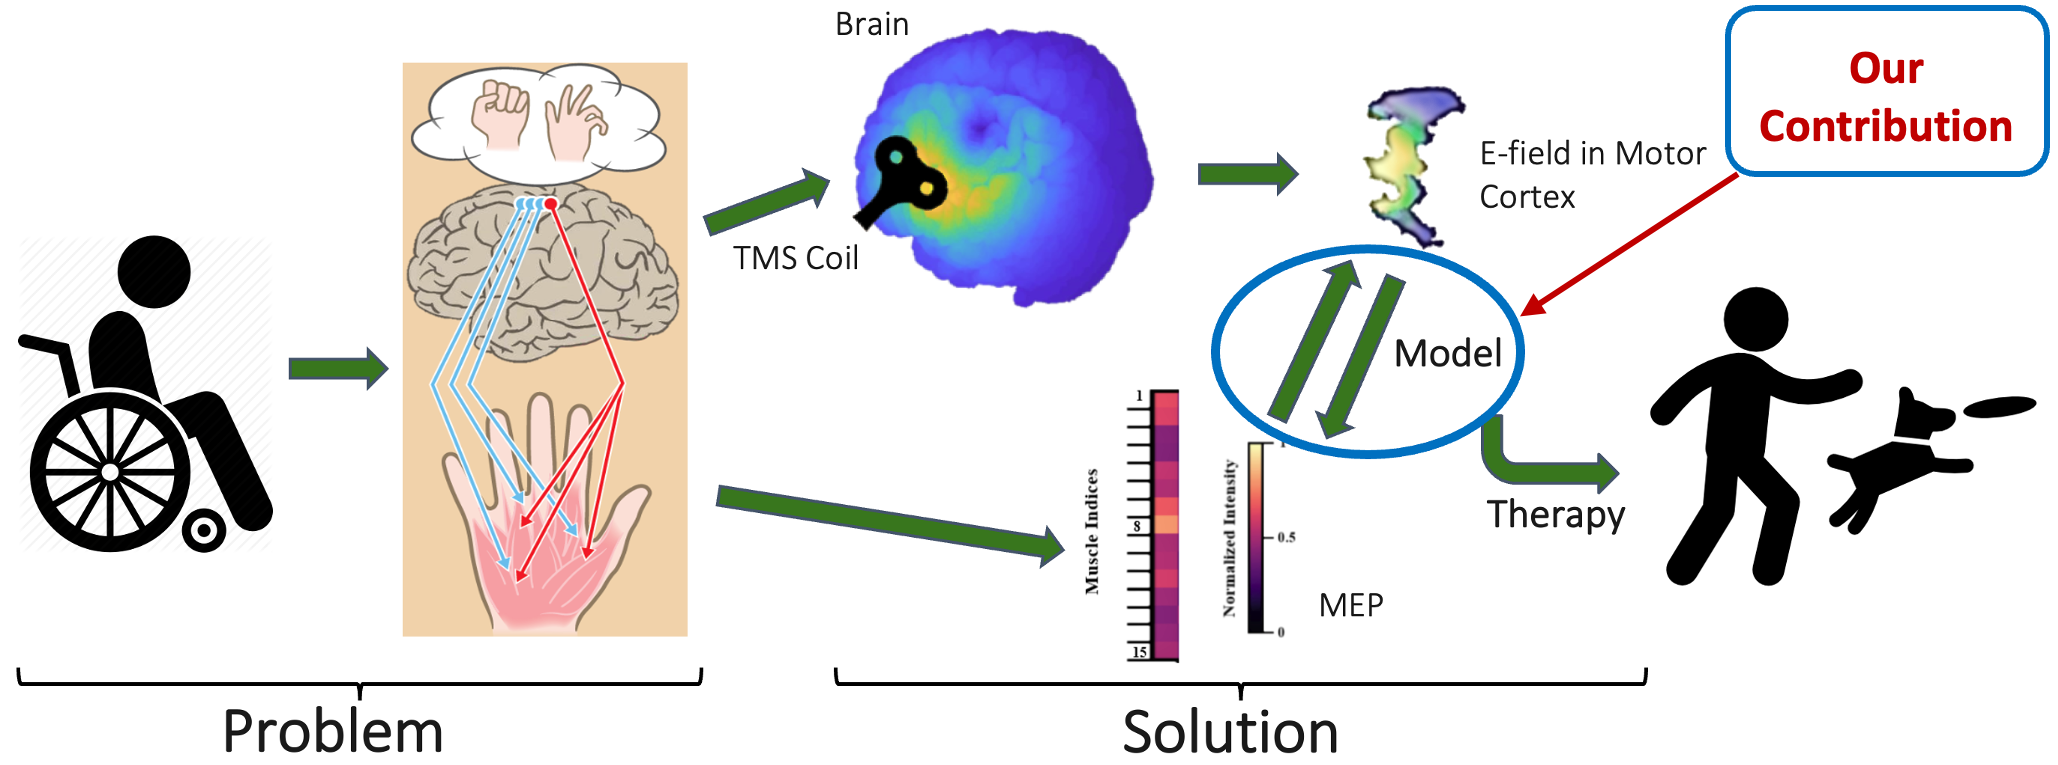 Brain
TMS Coil
E-field in Motor
Cortex
Our
Contribution
Model
Therapy
Muscle Indices
1
8
15
Normalized Intensity
1
0.5
0
MEP
Problem
Solution